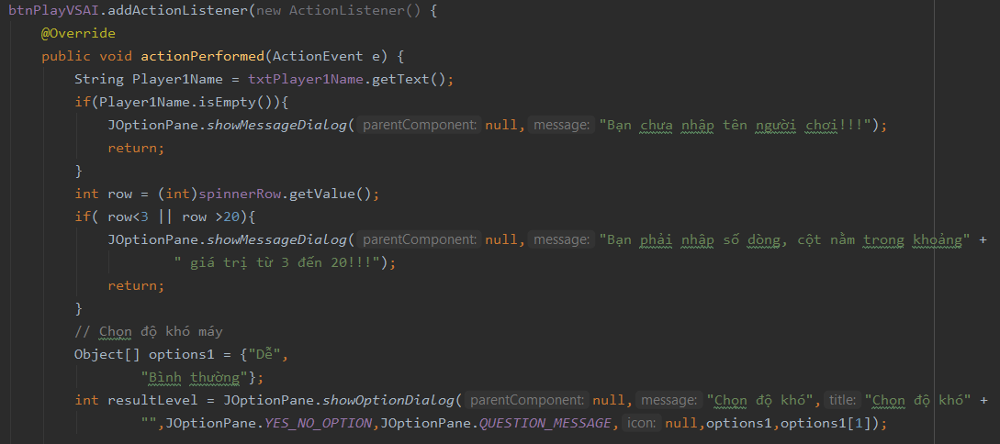 btnPlayVSAI.addActionListener(new ActionListener() {
@Override
public void actionPerformed(ActionEvent e) {
String Player1Name = txtPlayer1Name.getText();
if(Player1Name.isEmpty()){
JOptionPane.showMessageDialog( parentComponent: null, message: "Bạn chưa nhập tên người chơi!!!");
return;
}
int row = (int)spinnerRow.getValue();
if( row<3 || row >20){
JOptionPane.showMessageDialog( parentComponent: null, message: "Bạn phải nhập số dòng, cột nằm trong khoảng" +
" giá trị từ 3 đến 20!!!");
return;
}
// Chọn độ khó máy
Object[] options1 = {"Dễ",
"Bình thường"};
int resultLevel = JOptionPane.showOptionDialog( parentComponent: null, message: "Chọn độ khó", title: "Chọn độ khó" +
"",JOptionPane.YES_NO_OPTION,JOptionPane.QUESTION_MESSAGE, icon: null,options1,options1[1]);